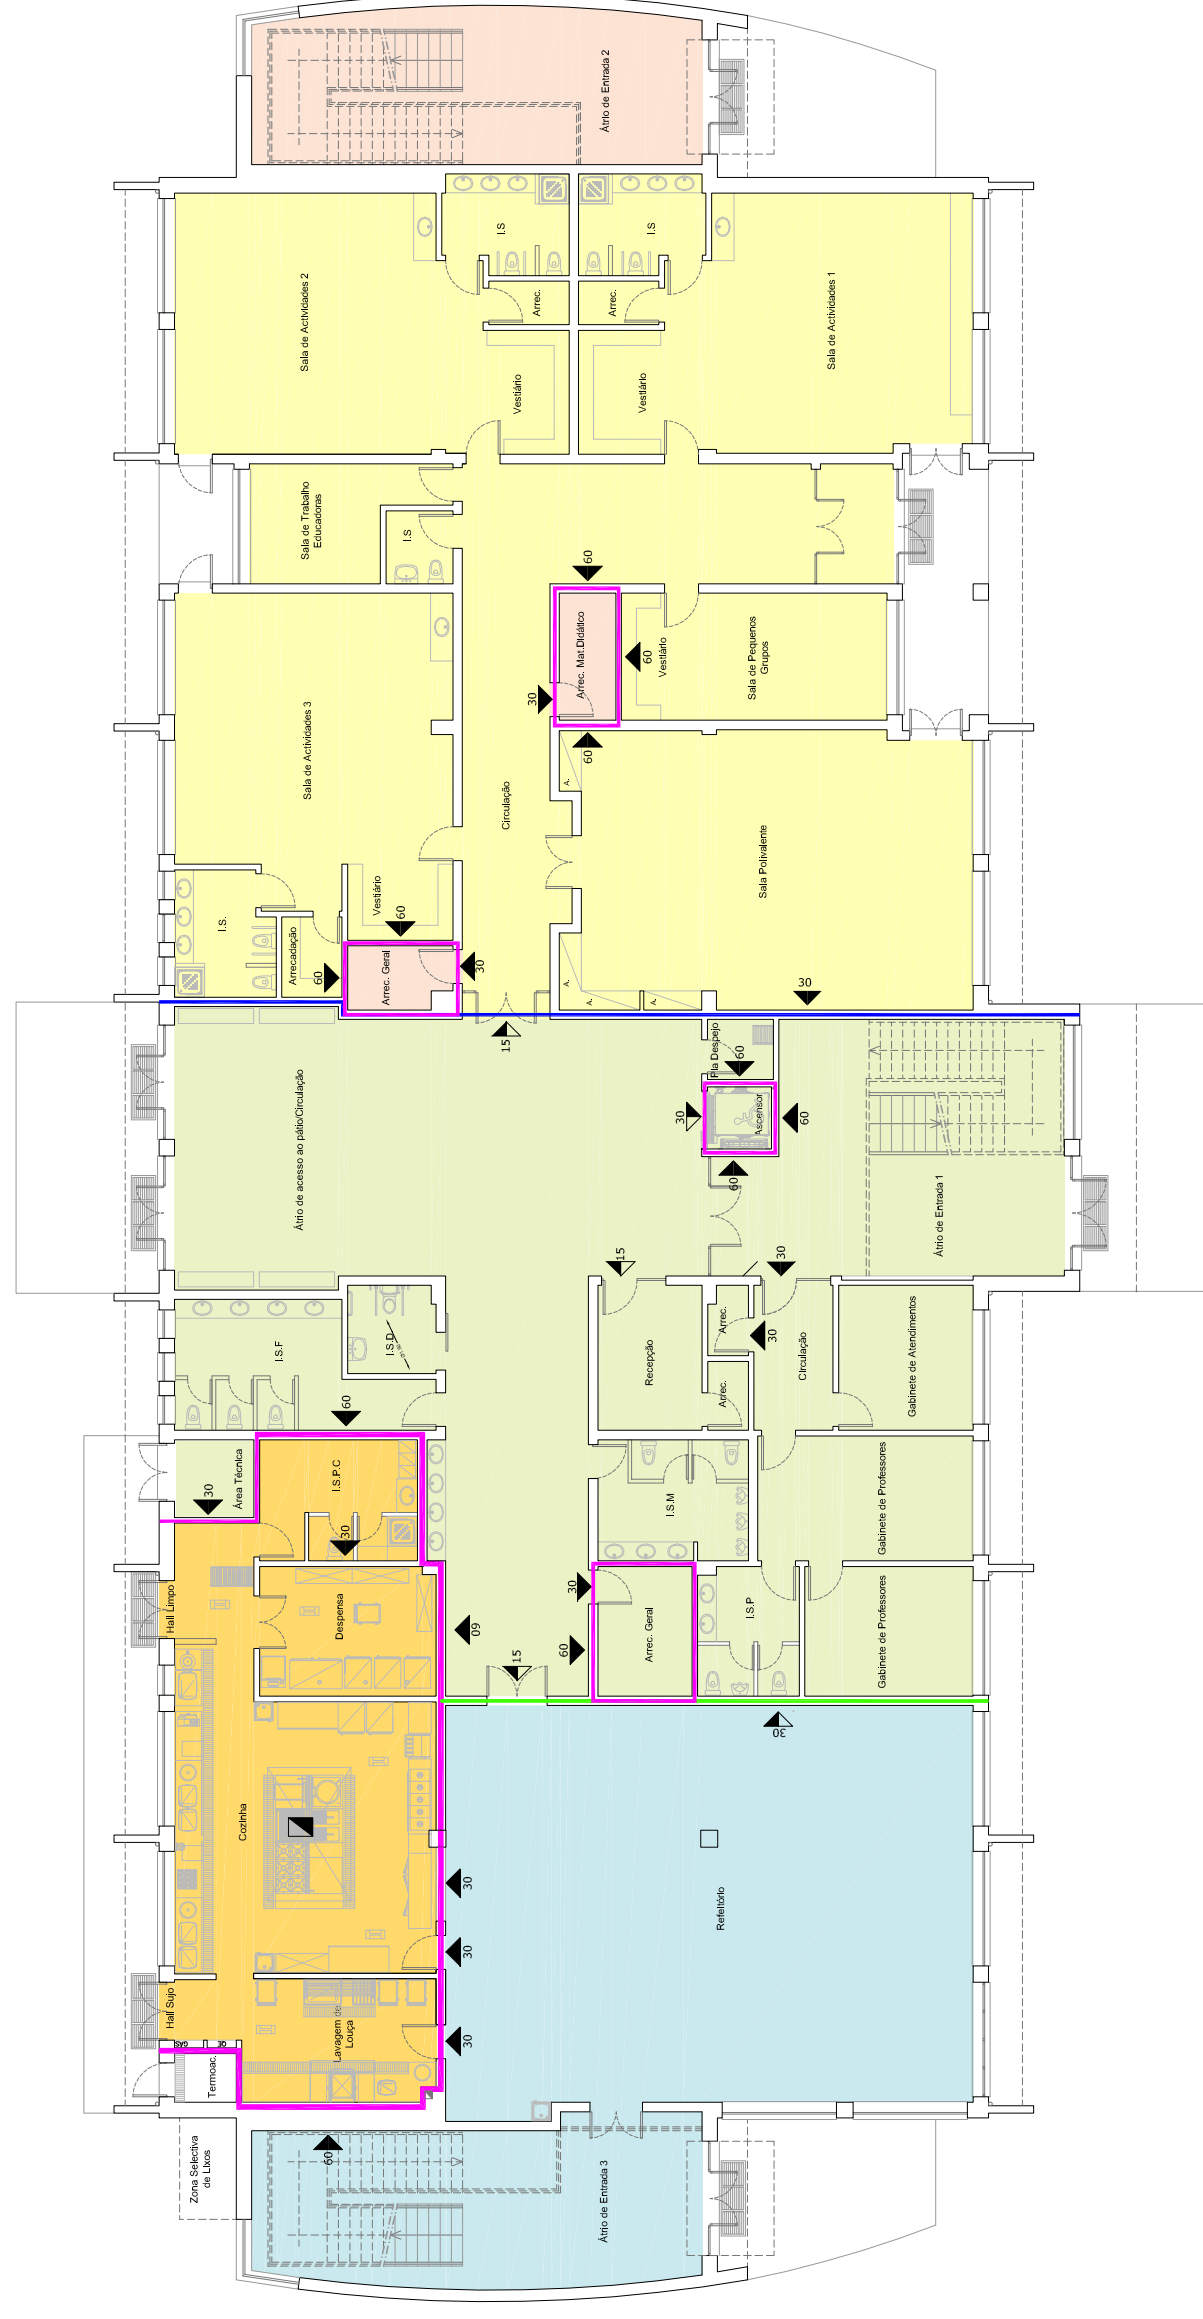 Átrio de Entrada 2
I.S
I.S
Sala de Actividades 2
Arrec.
Arrec.
Sala de Actividades 1
Vestiário
Vestiário
Sala de Trabalho
Educadoras
I.S
60
Arrec. Mat.Didático
60
Vestiário
Sala de Pequenos
Grupos
30
60
Sala de Actividades 3
A.
Circulação
Sala Polivalente
Vestiário
I.S.
60
Arrecadação
60
Arrec. Geral
30
A.
A.
A.
30
15
Pia Despejo
60
Ascensor
30
60
60
Átrio de acesso ao pátio/Circulação
Átrio de Entrada 1
15
30
I.S.F
I.S.D
Recepção
Arrec.
30
Arrec.
Circulação
Gabinete de Atendimentos
60
Área Técnica
30
I.S.P.C
30
I.S.M
Gabinete de Professores
Hall Limpo
Despensa
60
30
60
Arrec. Geral
I.S.P
Gabinete de Professores
15
30
Cozinha
30
30
30
Refeitório
Hall Sujo
GÁS
QE
Termoac.
Lavagem de
Louça
Zona Selectiva
de Lixos
60
Átrio de Entrada 3